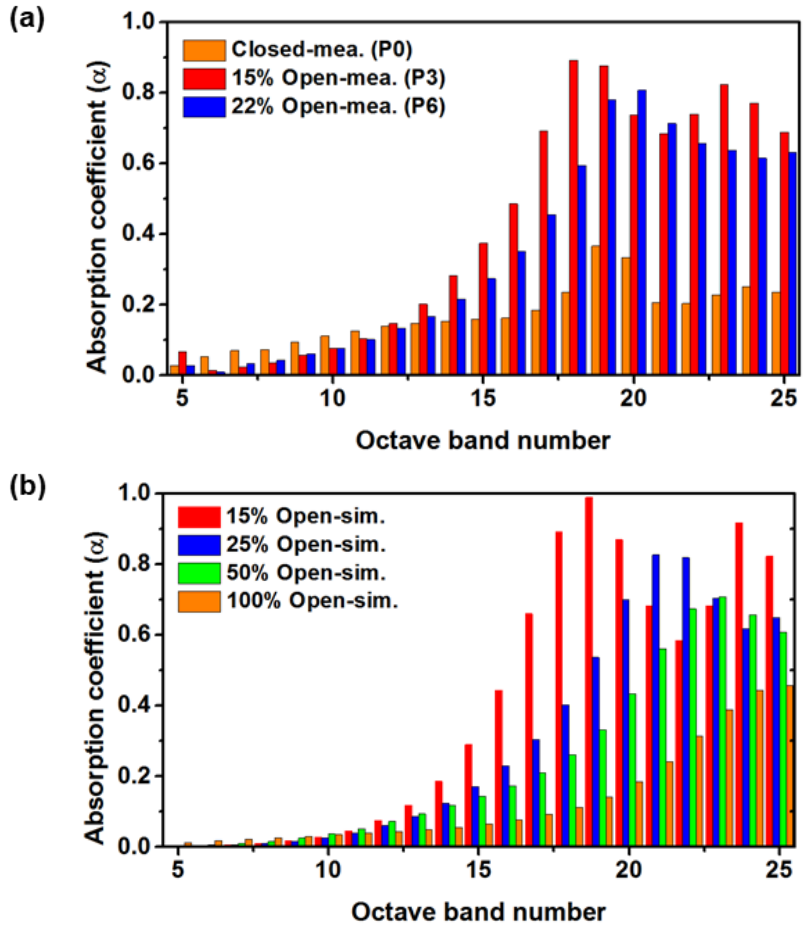 (a)
1.0
0.8
0.6
0.4
0.2
0.0
Absorption coefficient (α)
Closed-mea. (P0)
15% Open-mea. (P3)
22% Open-mea. (P6)
5
10
15
20
25
Octave band number
(b)
1.0
0.8
0.6
0.4
0.2
0.0
Absorption coefficient (α)
15% Open-sim.
25% Open-sim.
50% Open-sim.
100% Open-sim.
5
10
15
20
25
Octave band number